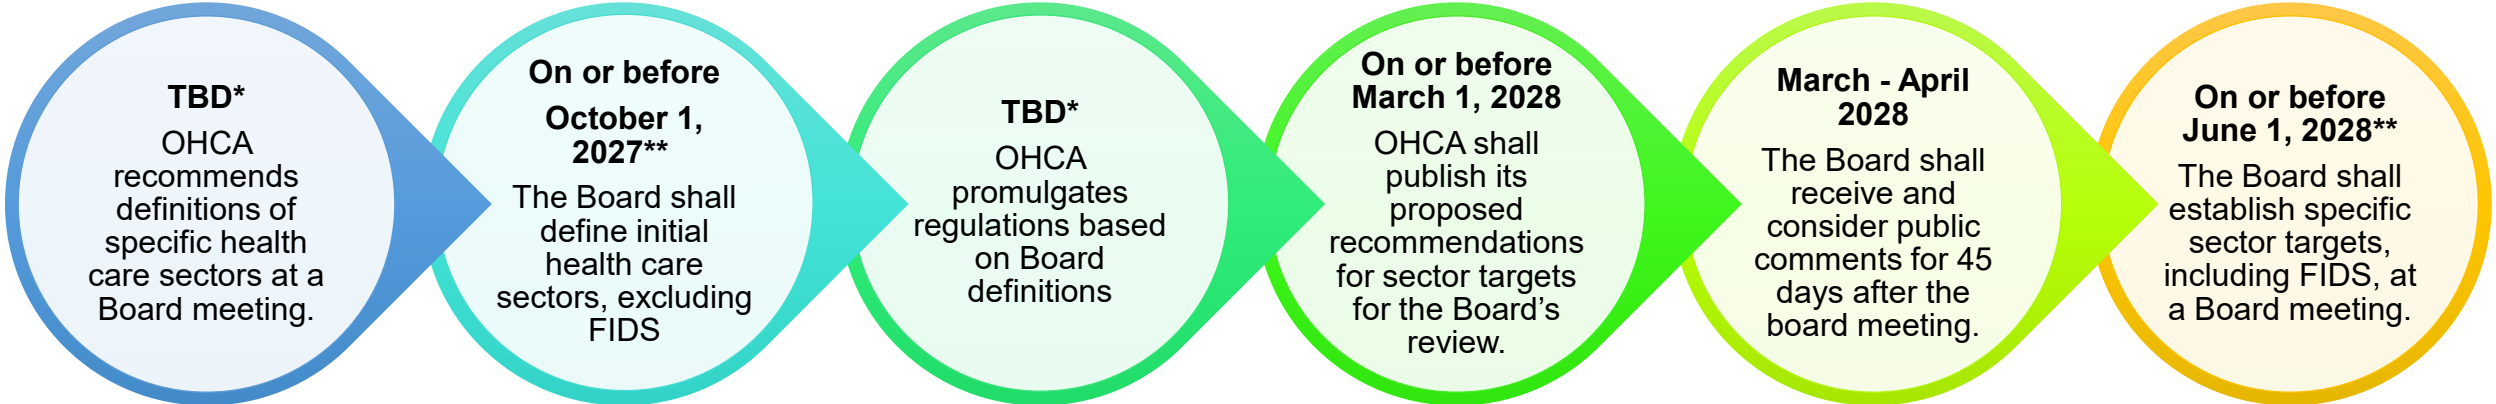 TBD*
OHCA
recommends
definitions of
specific health
care sectors at a
Board meeting.
On or before
October 1,
2027**
The Board shall
define initial
health care
sectors, excluding
FIDS
TBD*
OHCA
promulgates
regulations based
on Board
definitions
On or before
March 1, 2028
OHCA shall
publish its
proposed
recommendations
for sector targets
for the Board’s
review.
March - April
2028
The Board shall
receive and
consider public
comments for 45
days after the
board meeting.
On or before
June 1, 2028**
The Board shall
establish specific
sector targets,
including FIDS, at
a Board meeting.